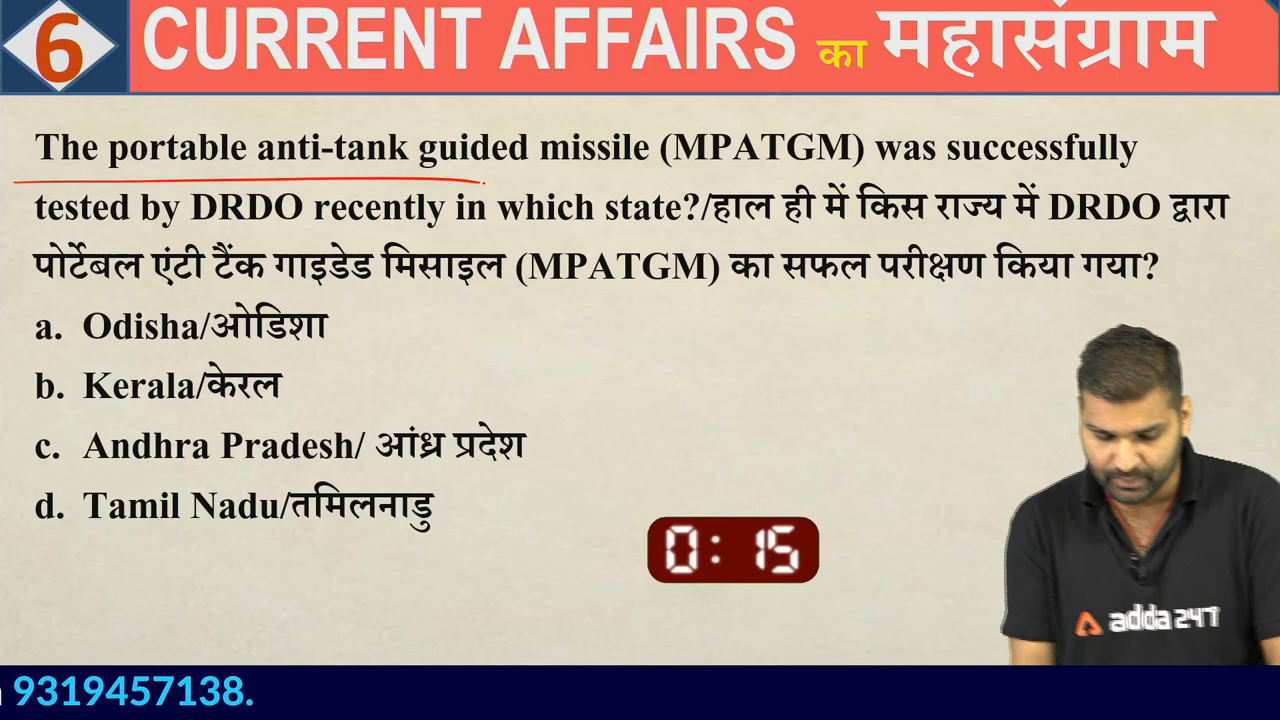 6 CURRENT AFFAIRS का महासंग्राम
The portable anti-tank guided missile (MPATGM) was successfully
tested by DRDO recently in which state?/हाल ही में किस राज्य में DRDO द्वारा
पोर्टेबल एंटी टैंक गाइडेड मिसाइल (MPATGM) का सफल परीक्षण किया गया?
a. Odisha/ओडिशा
b. Kerala/केरल
c. Andhra Pradesh/ आंध्र प्रदेश
d. Tamil Nadu/तमिलनाडु
0: 15
adda 247
9319457138.